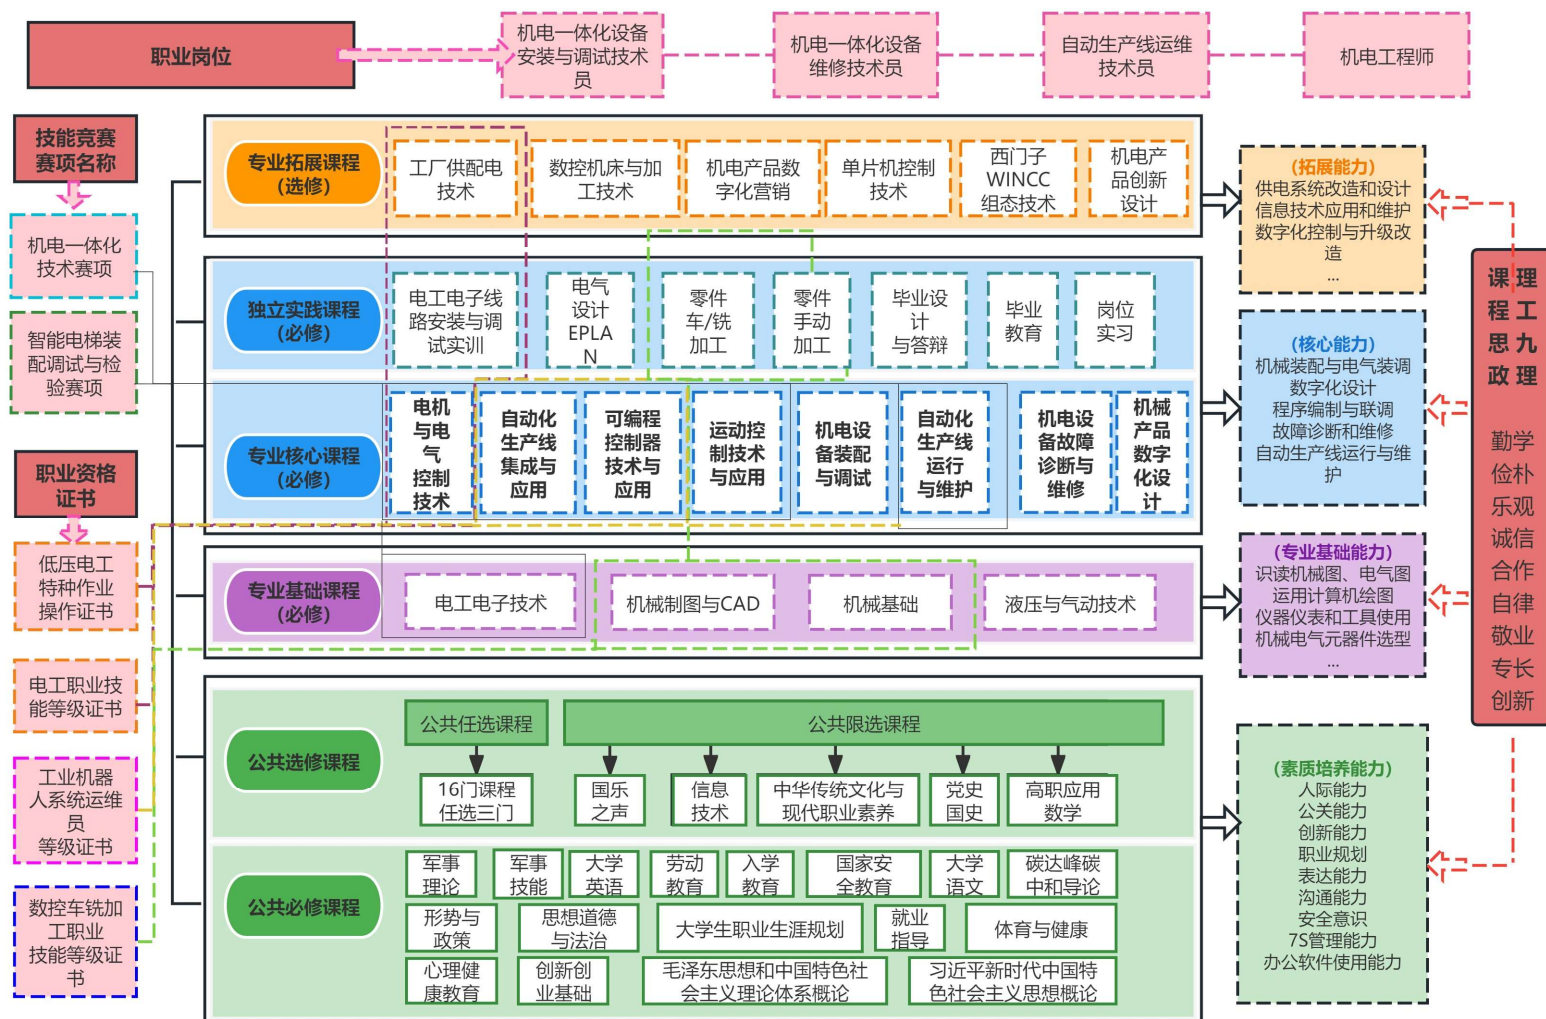 职业岗位
机电一体化设备
安装与调试技术
员
机电一体化设备
维修技术员
自动生产线运维
技术员
机电工程师
技能竞赛
赛项名称
机电一体化
技术赛项
智能电梯装
配调试与检
验赛项
职业资格
证书
低压电工
特种作业
操作证书
电工职业技
能等级证书
工业机器
人系统运维
员
等级证书
数控车铣加
工职业
技能等级证
书
专业拓展课程
(选修)
工厂供配电
技术
数控机床与加
工技术
机电产品数
字化营销
单片机控制
技术
西门子
WINCC
组态技术
机电产
品创新
设计
独立实践课程
(必修)
电工电子线
路安装与调
试实训
电气
设计
EPLA
N
零件
车/铣
加工
零件
手动
加工
毕业设
计
与答辩
毕业
教育
岗位
实习
专业核心课程
(必修)
电机
与电
气
控制
技术
自动化
生产线
集成与
应用
可编程
控制器
技术与
应用
运动控
制技术
与应用
机电设
备装配
与调试
自动化
生产线
运行
与维护
机电设
备故障
诊断与
维修
机械
产品
数字
化设
计
专业基础课程
(必修)
电工电子技术
机械制图与CAD
机械基础
液压与气动技术
公共选修课程
公共任选课程
公共限选课程
16门课程
任选三门
国乐
之声
信息
技术
中华传统文化与
现代职业素养
党史
国史
高职应用
数学
公共必修课程
军事
理论
军事
技能
大学
英语
劳动
教育
入学
教育
国家安
全教育
大学
语文
碳达峰碳
中和导论
形势与
政策
思想道德
与法治
大学生职业生涯规划
就业
指导
体育与健康
心理健
康教育
创新创
业基础
毛泽东思想和中国特色社
会主义理论体系概论
习近平新时代中国特
色社会主义思想概论
(拓展能力)
供电系统改造和设计
信息技术应用和维护
数字化控制与升级改
造
...
(核心能力)
机械装配与电气装调
数字化设计
程序编制与联调
故障诊断和维修
自动生产线运行与维
护
(专业基础能力)
识读机械图、电气图
运用计算机绘图
仪器仪表和工具使用
机械电气元器件选型
...
(素质培养能力)
人际能力
公关能力
创新能力
职业规划
表达能力
沟通能力
安全意识
7S管理能力
办公软件使用能力
课理
程工
思九
政理
勤学
俭朴
乐观
诚信
合作
自律
敬业
专长
创新